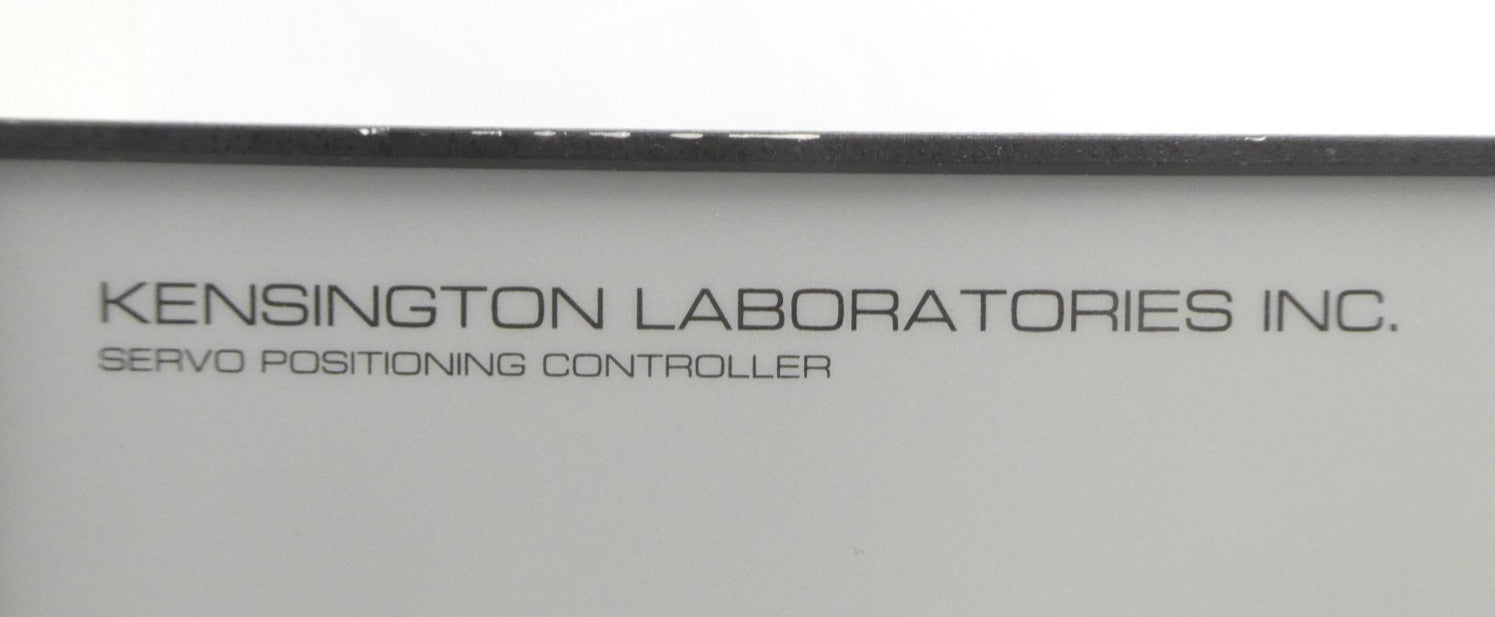 KENSINGTON LABORATORIES INC.
SERVO POSITIONING CONTROLLER